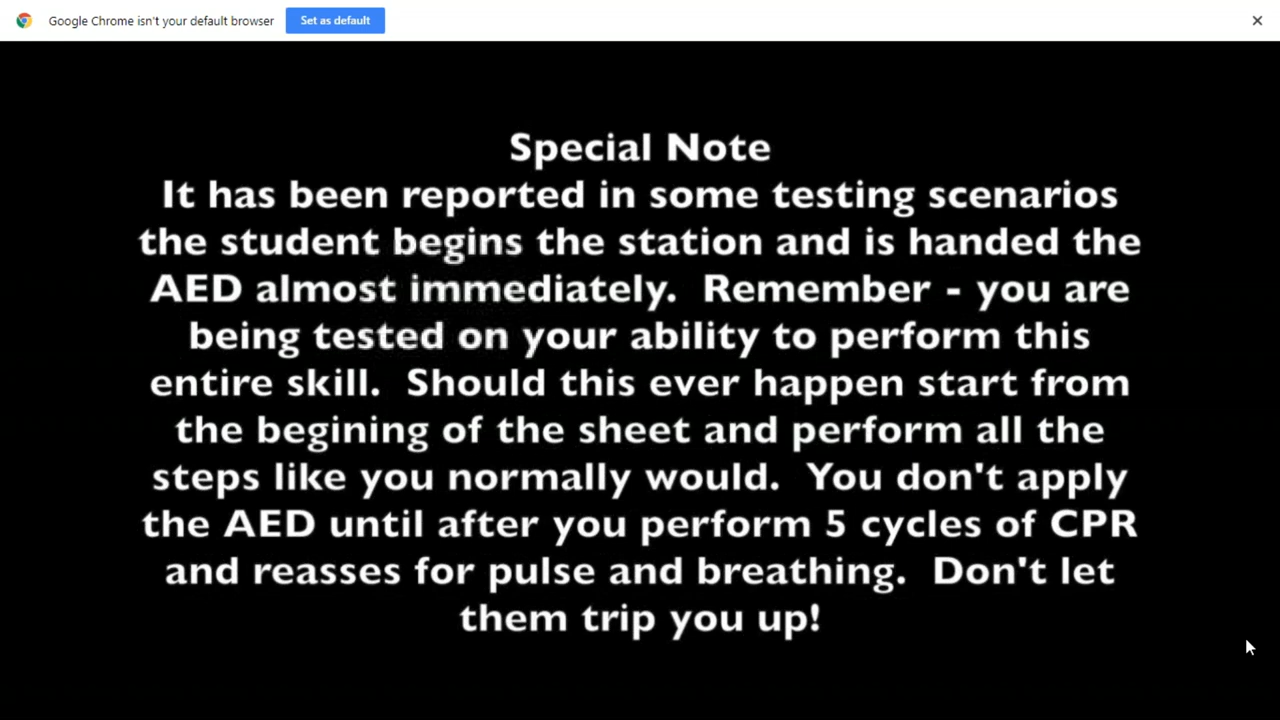 Google Chrome isn't your default browser Set as default
Special Note
It has been reported in some testing scenarios
the student begins the station and is handed the
AED almost immediately. Remember - you are
being tested on your ability to perform this
entire skill. Should this ever happen start from
the begining of the sheet and perform all the
steps like you normally would. You don't apply
the AED until after you perform 5 cycles of CPR
and reasses for pulse and breathing. Don't let
them trip you up!